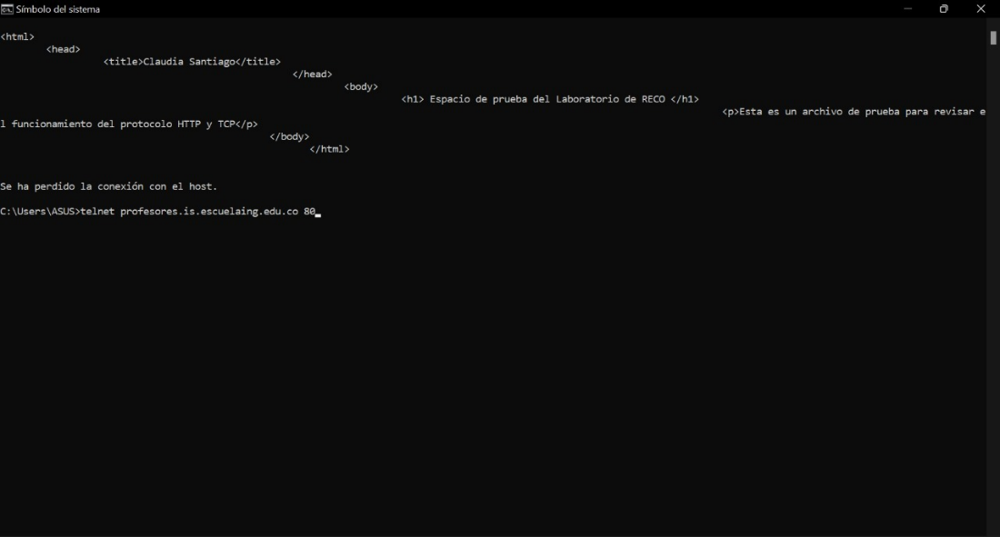 Símbolo del sistema
<html>
<head>
<title>Claudia Santiago</title>
</head>
<body>
<h1> Espacio de prueba del Laboratorio de RECO </h1>
<p>Esta es un archivo de prueba para revisar e
l funcionamiento del protocolo HTTP y TCP</p>
</body>
</html>
Se ha perdido la conexión con el host.
C:\Users\ASUS>telnet profesores.is.escuelaing.edu.co 80